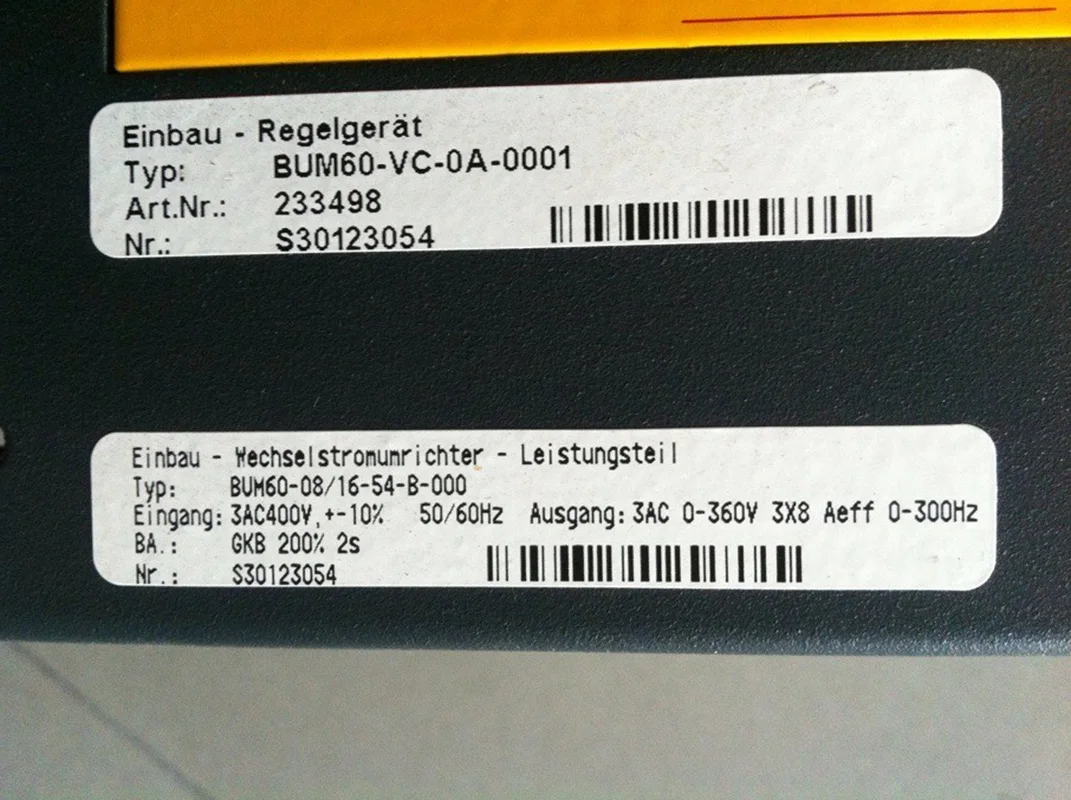 Einbau - Regelgerät
Typ: BUM60-VC-0A-0001
Art.Nr.: 233498
Nr.: S30123054
Einbau - Wechselstromumrichter - Leistungsteil
Typ: BUM60-08/16-54-B-000
Eingang: 3AC400V,+-10% 50/60Hz Ausgang: 3AC 0-360V 3X8 Aeff 0-300Hz
BA.: GKB 200% 2s
Nr.: S30123054